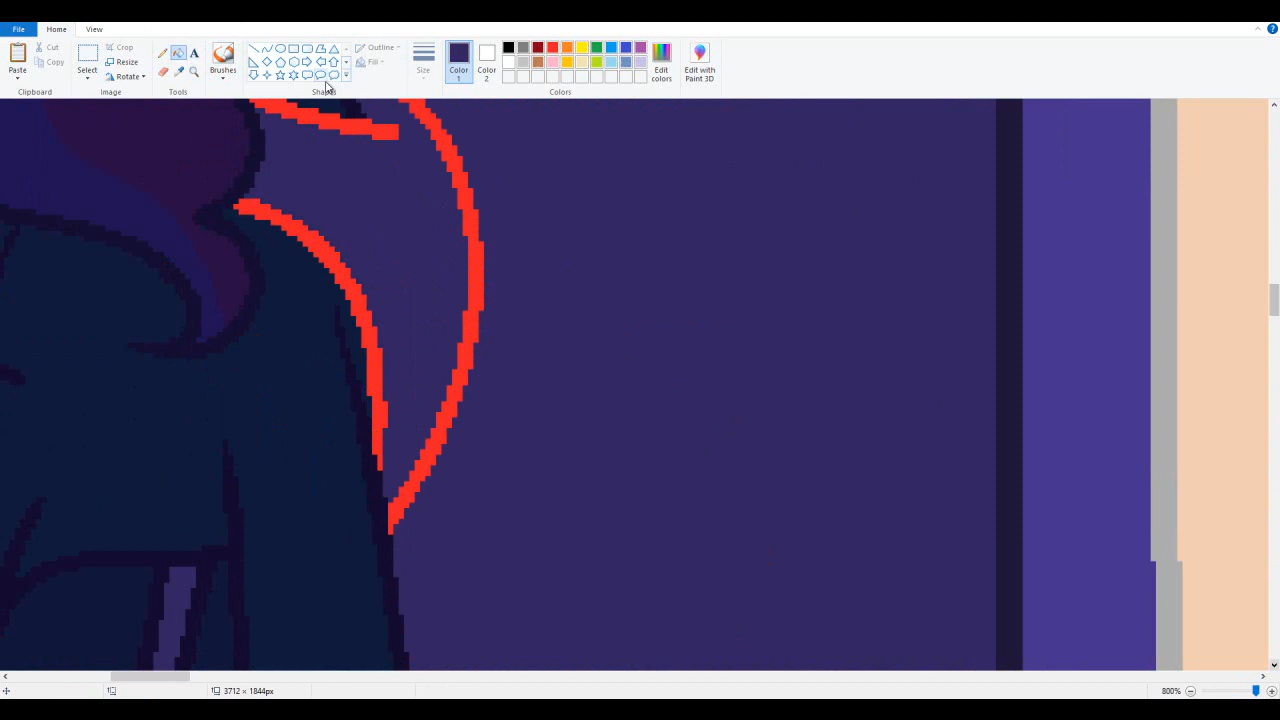 File Home View
Cut Crop Outline Edit with
Paste Copy Select Resize Rotate A Brushes Fill Size Color 1 Color 2 Edit colors Paint 3D
Clipboard Image Tools Shapes Colors
3712 × 1844px 800%